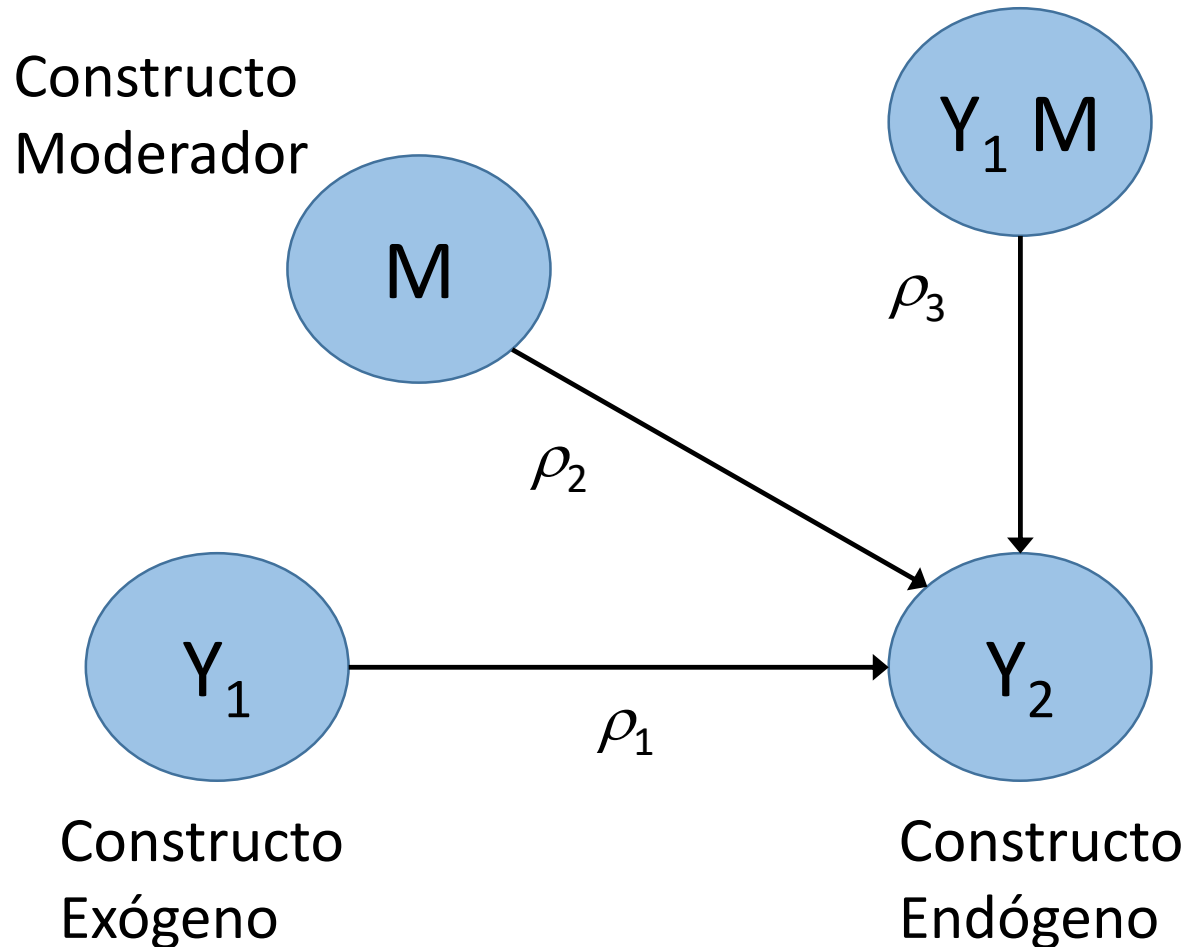 Constructo
Moderador
Y₁ M
M
ρ₃
ρ₂
Y₁
Y₂
ρ₁
Constructo
Exógeno
Constructo
Endógeno